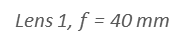 Lens 1, f = 40 mm